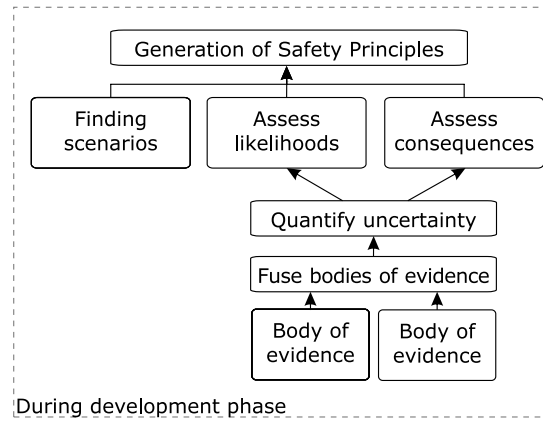 Generation of Safety Principles
Finding
scenarios
Assess
likelihoods
Assess
consequences
Quantify uncertainty
Fuse bodies of evidence
Body of
evidence
Body of
evidence
During development phase